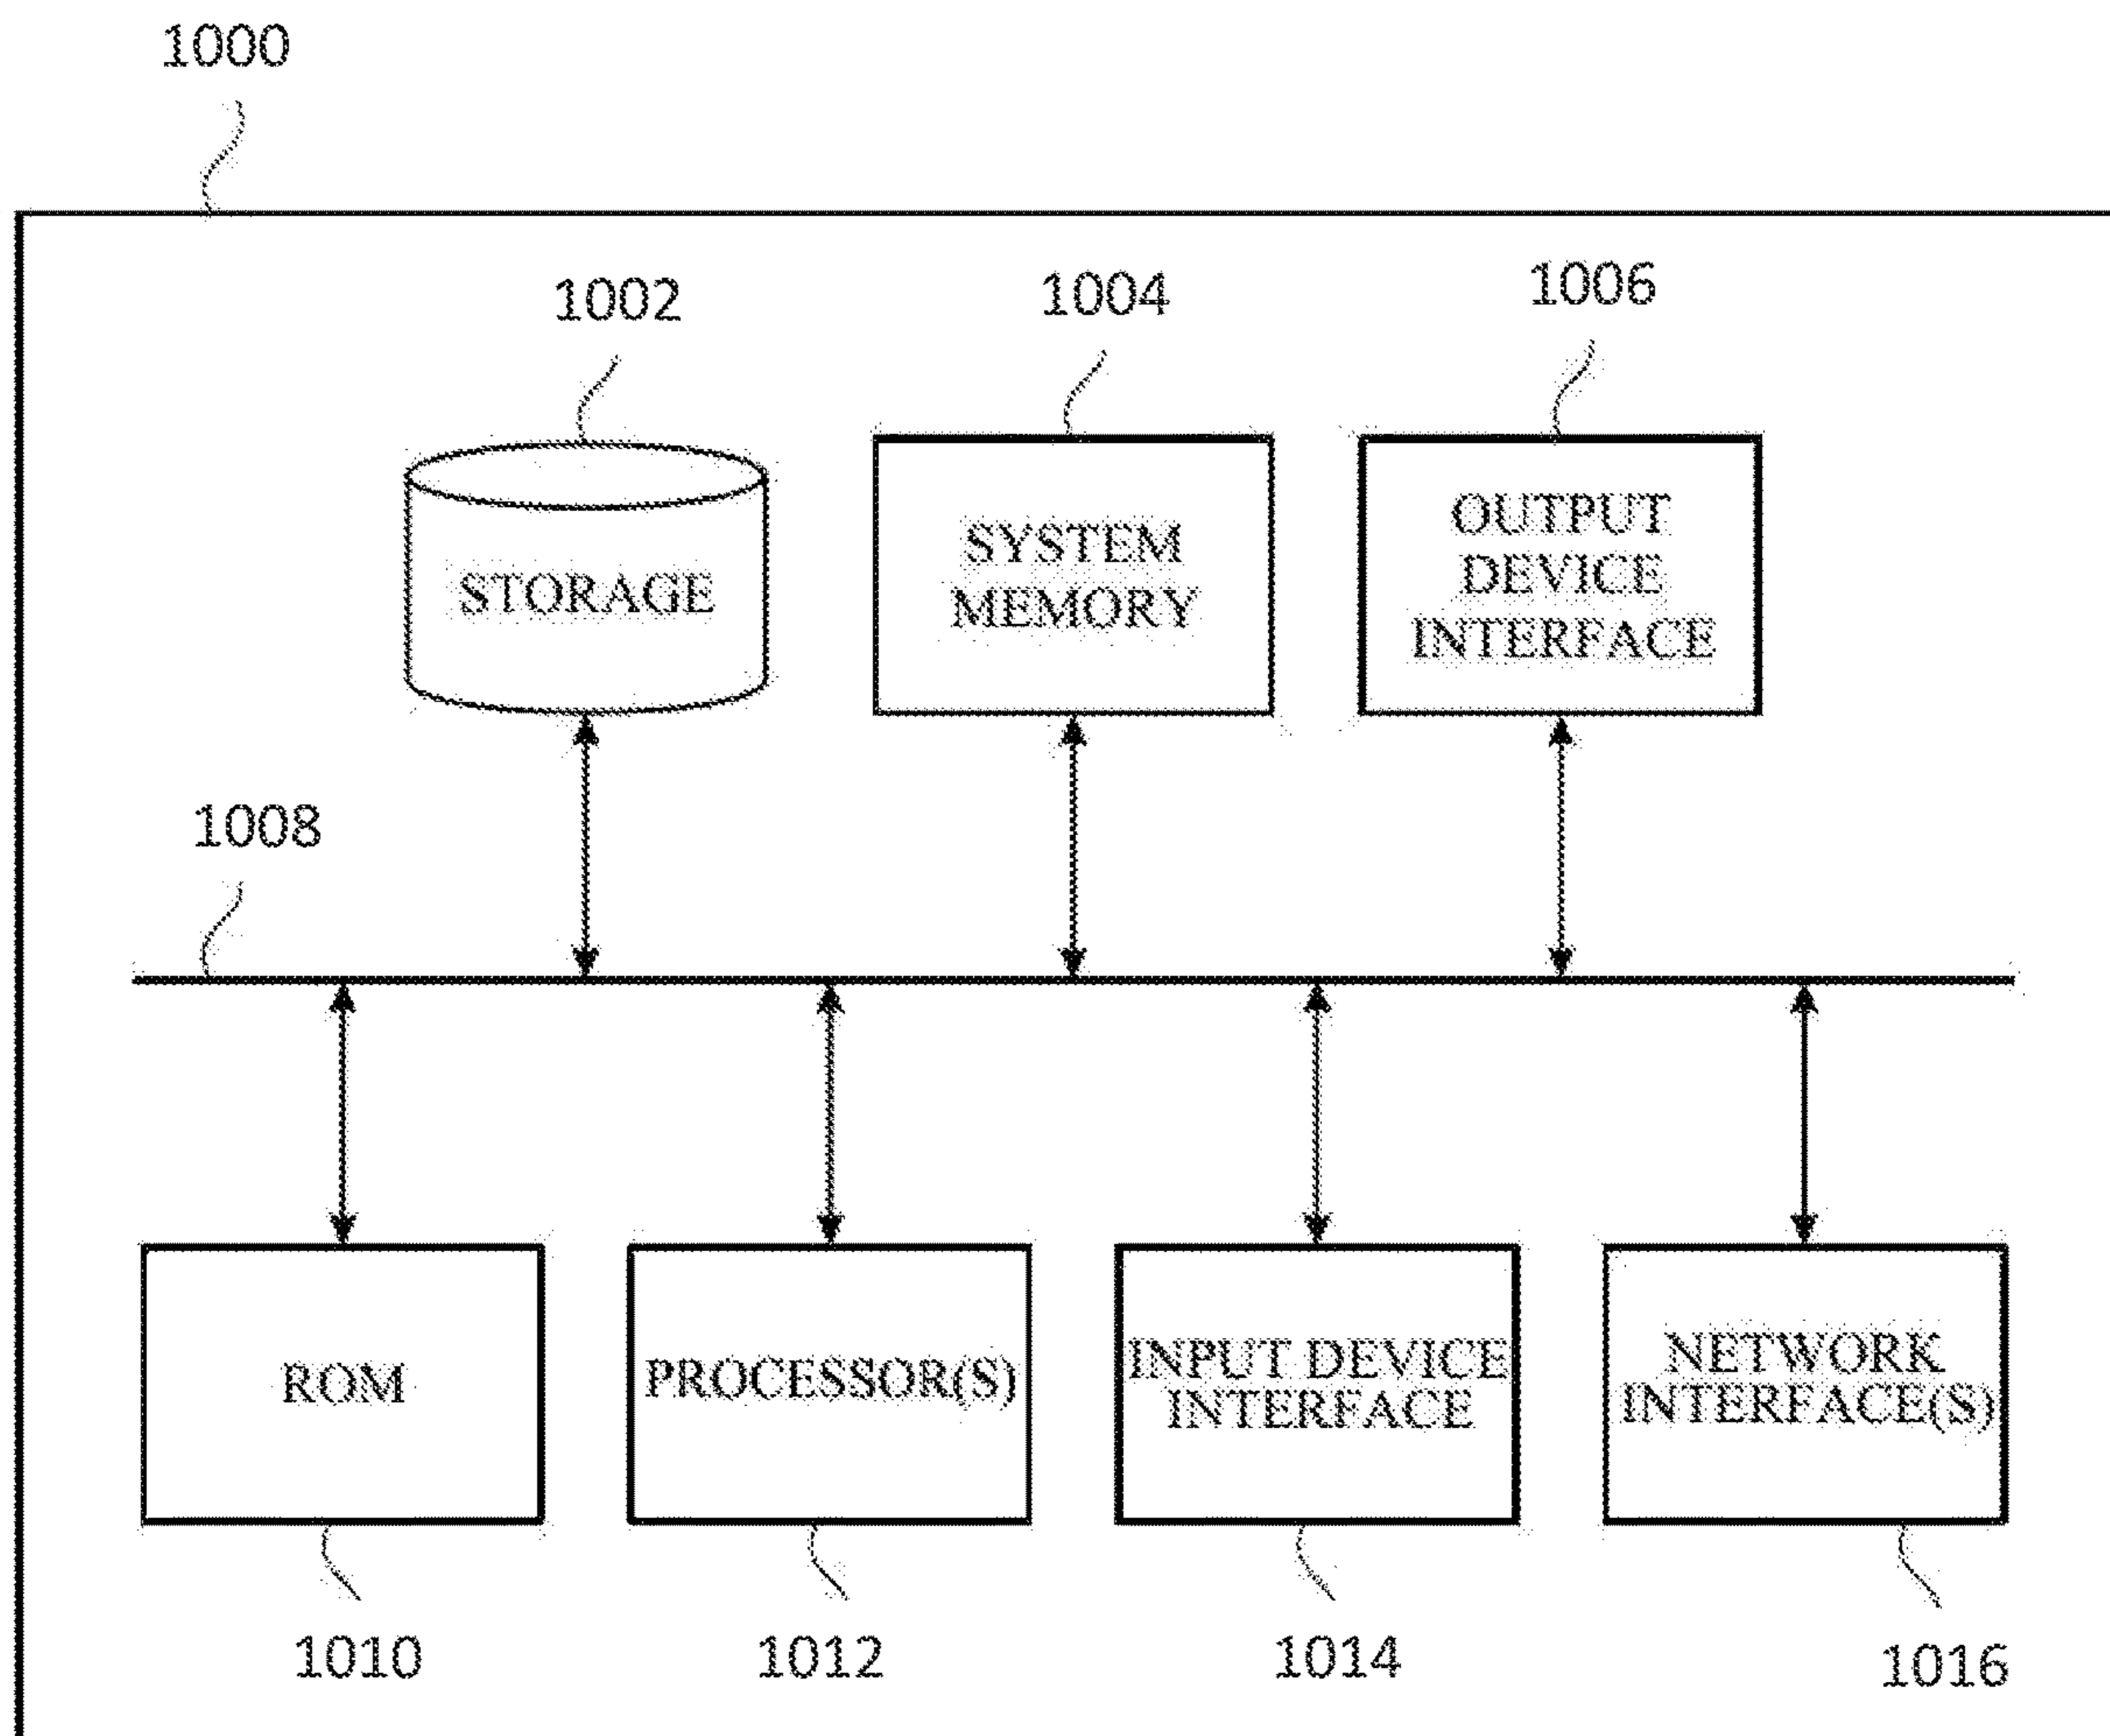 1000
1002
1004
1006
STORAGE
SYSTEM
MEMORY
OUTPUT
DEVICE
INTERFACE
1008
ROM
PROCESSOR(S)
INPUT DEVICE
INTERFACE
NETWORK
INTERFACE(S)
1010
1012
1014
1016